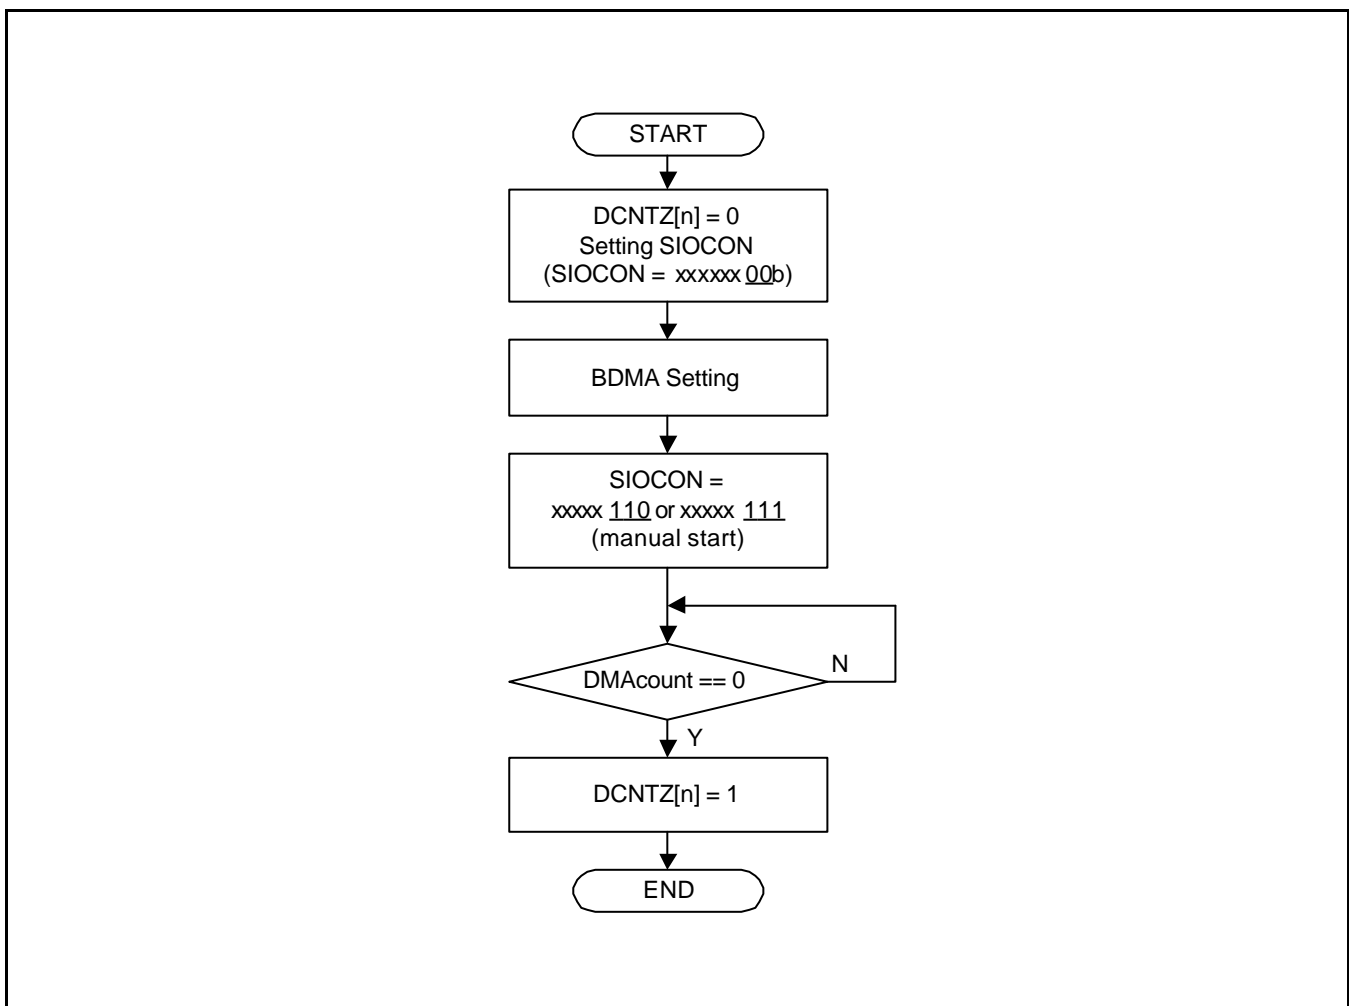 START
DCNTZ[n] = 0
Setting SIOCON
(SIOCON = xxxxxx 00b)
BDMA Setting
SIOCON =
xxxxx 110 or xxxxx 111
(manual start)
DMAcount == 0
N
Y
DCNTZ[n] = 1
END